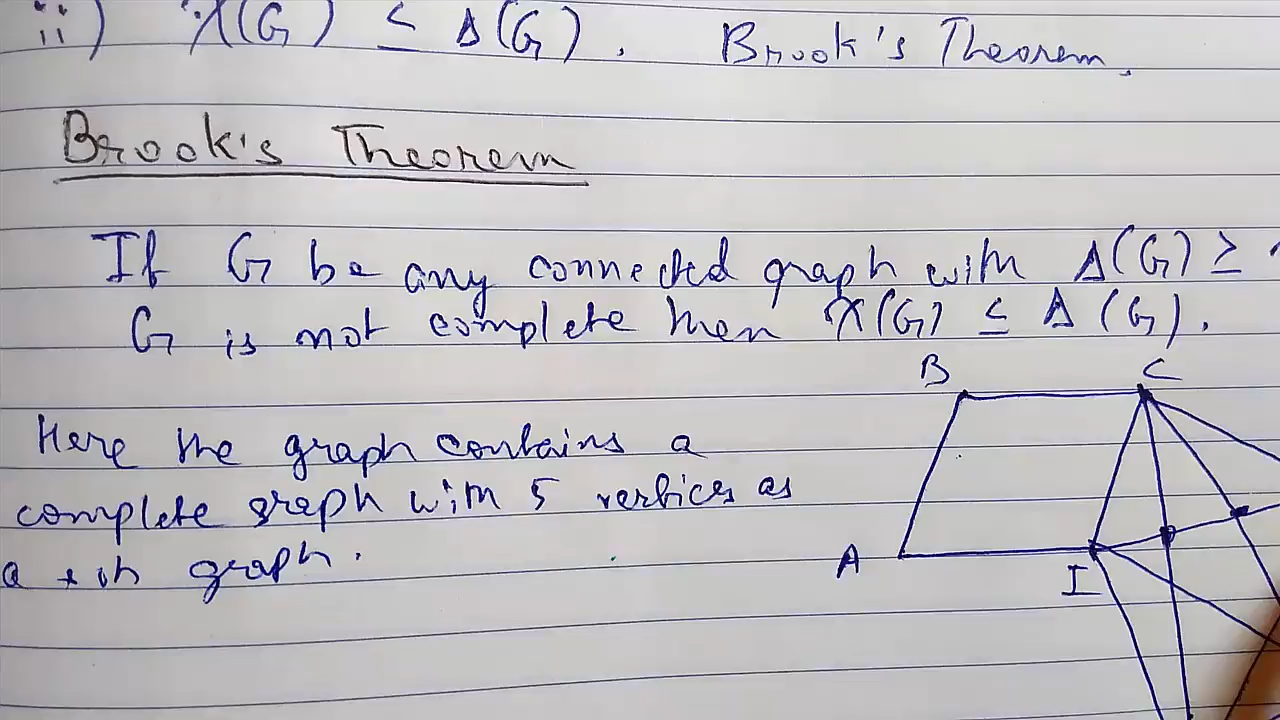 ii) χ(G) ≤ Δ(G). Brook's Theorem.
Brook's Theorem
If G be any connected graph with Δ(G) ≥
G is not complete then χ(G) ≤ Δ(G).
B C
Here the graph contains a
complete graph with 5 vertices as
a graph.
A
I